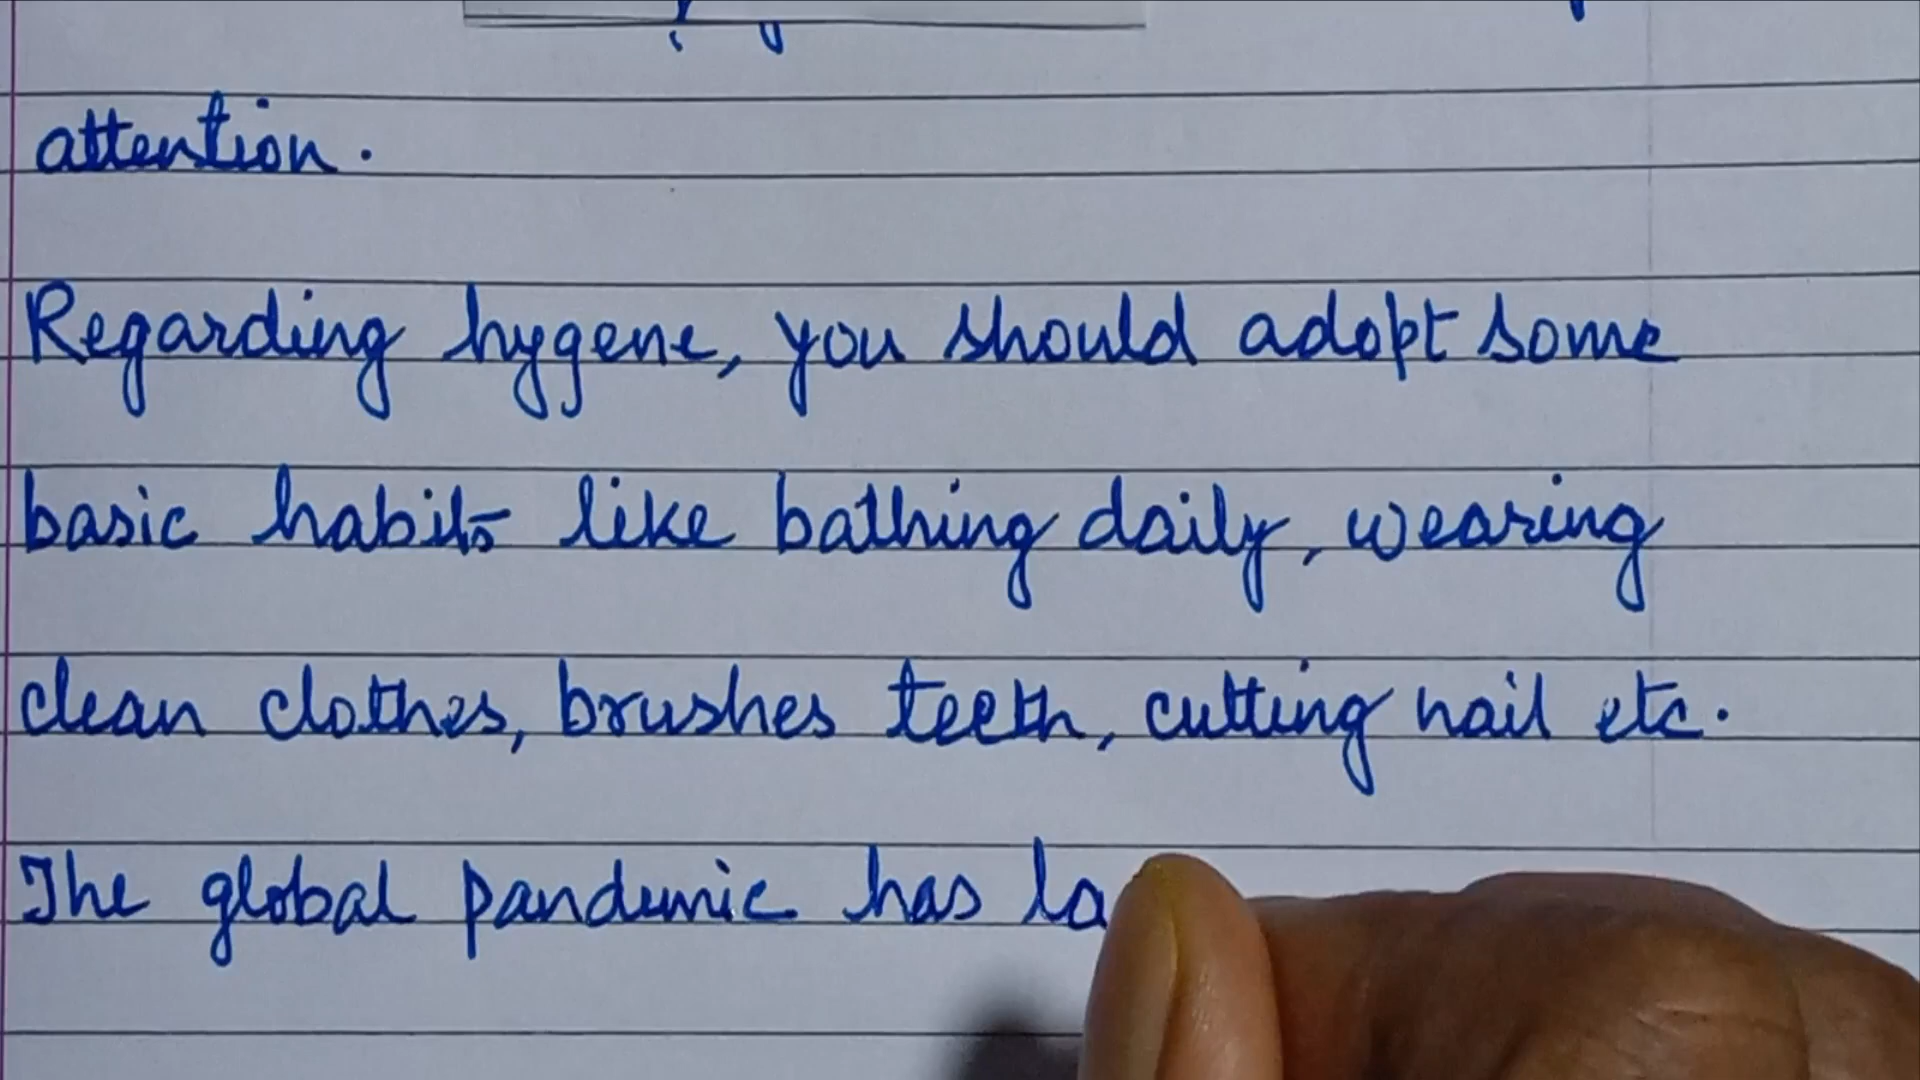 attention.
Regarding hygene, you should adopt some
basic habits like bathing daily, wearing
clean clothes, brushes teeth, cutting nail etc.
The global pandemic has la